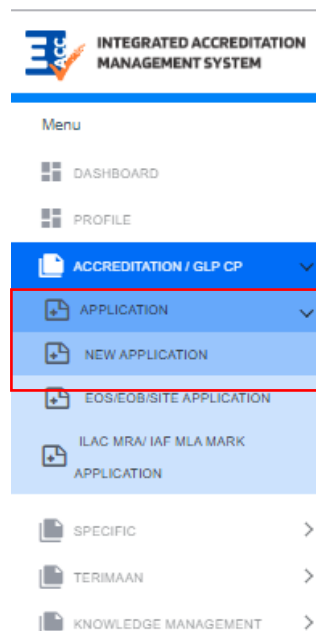 E ACC
INTEGRATED ACCREDITATION
MANAGEMENT SYSTEM
Menu
DASHBOARD
PROFILE
ACCREDITATION / GLP CP
APPLICATION
NEW APPLICATION
EOS/EOB/SITE APPLICATION
ILAC MRA/ IAF MLA MARK
APPLICATION
SPECIFIC
TERIMAAN
KNOWLEDGE MANAGEMENT